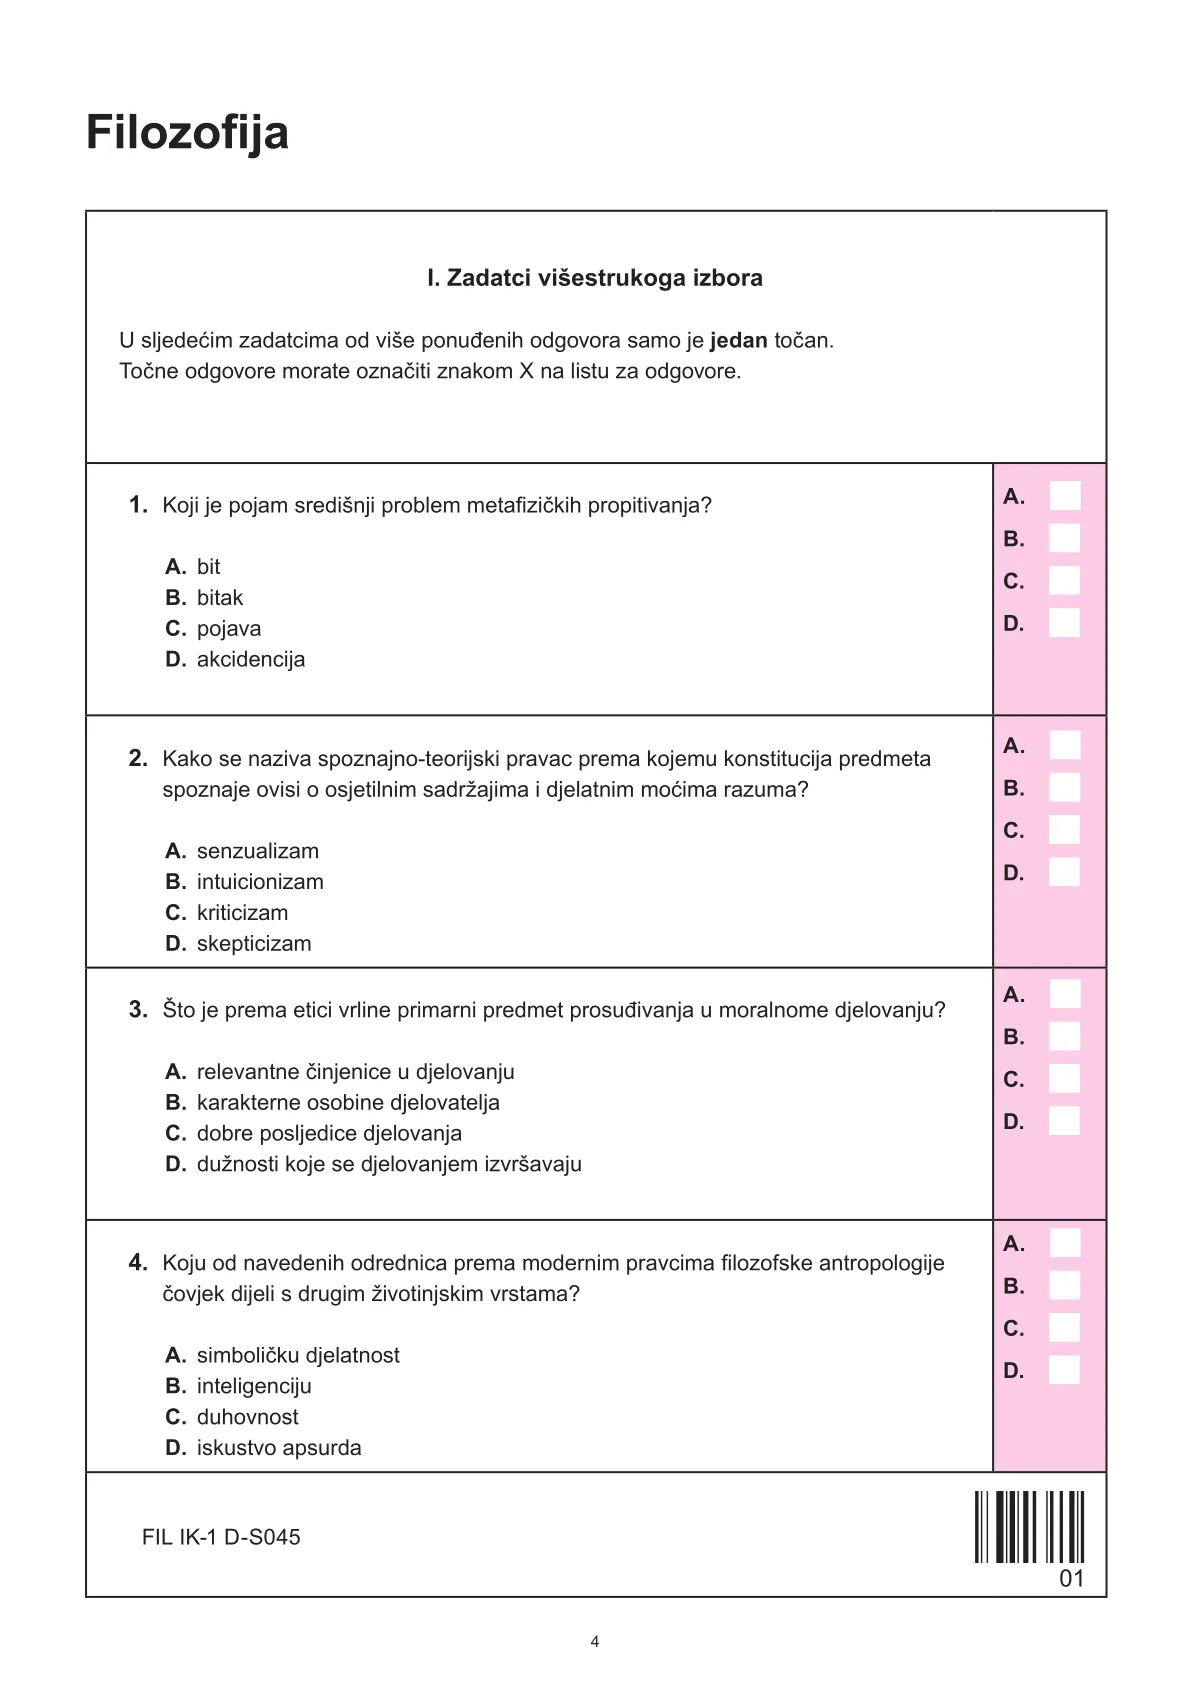 Filozofija
I. Zadatci višestrukoga izbora
U sljedećim zadatcima od više ponuđenih odgovora samo je jedan točan.
Točne odgovore morate označiti znakom X na listu za odgovore.
1. Koji je pojam središnji problem metafizičkih propitivanja?
A. bit
B. bitak
C. pojava
D. akcidencija
A.
B.
C.
D.
2. Kako se naziva spoznajno-teorijski pravac prema kojemu konstitucija predmeta
spoznaje ovisi o osjetilnim sadržajima i djelatnim moćima razuma?
A. senzualizam
B. intuicionizam
C. kriticizam
D. skepticizam
A.
B.
C.
D.
3. Što je prema etici vrline primarni predmet prosuđivanja u moralnome djelovanju?
A. relevantne činjenice u djelovanju
B. karakterne osobine djelovatelja
C. dobre posljedice djelovanja
D. dužnosti koje se djelovanjem izvršavaju
A.
B.
C.
D.
4. Koju od navedenih odrednica prema modernim pravcima filozofske antropologije
čovjek dijeli s drugim životinjskim vrstama?
A. simboličku djelatnost
B. inteligenciju
C. duhovnost
D. iskustvo apsurda
A.
B.
C.
D.
FIL IK-1 D-S045
01
4